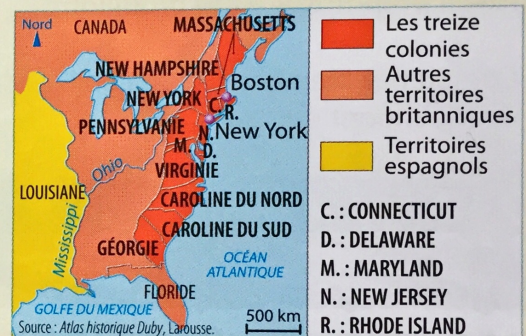 Nord
CANADA
MASSACHUSETTS
NEW HAMPSHIRE
Boston
NEW YORK
C.
R.
PENNSYLVANIE
N.
New York
M.
D.
Ohio
VIRGINIE
LOUISIANE
CAROLINE DU NORD
Mississippi
CAROLINE DU SUD
GÉORGIE
OCÉAN
ATLANTIQUE
FLORIDE
GOLFE DU MEXIQUE
500 km
Source : Atlas historique Duby, Larousse.
Les treize
colonies
Autres
territoires
britanniques
Territoires
espagnols
C. : CONNECTICUT
D. : DELAWARE
M. : MARYLAND
N. : NEW JERSEY
R. : RHODE ISLAND